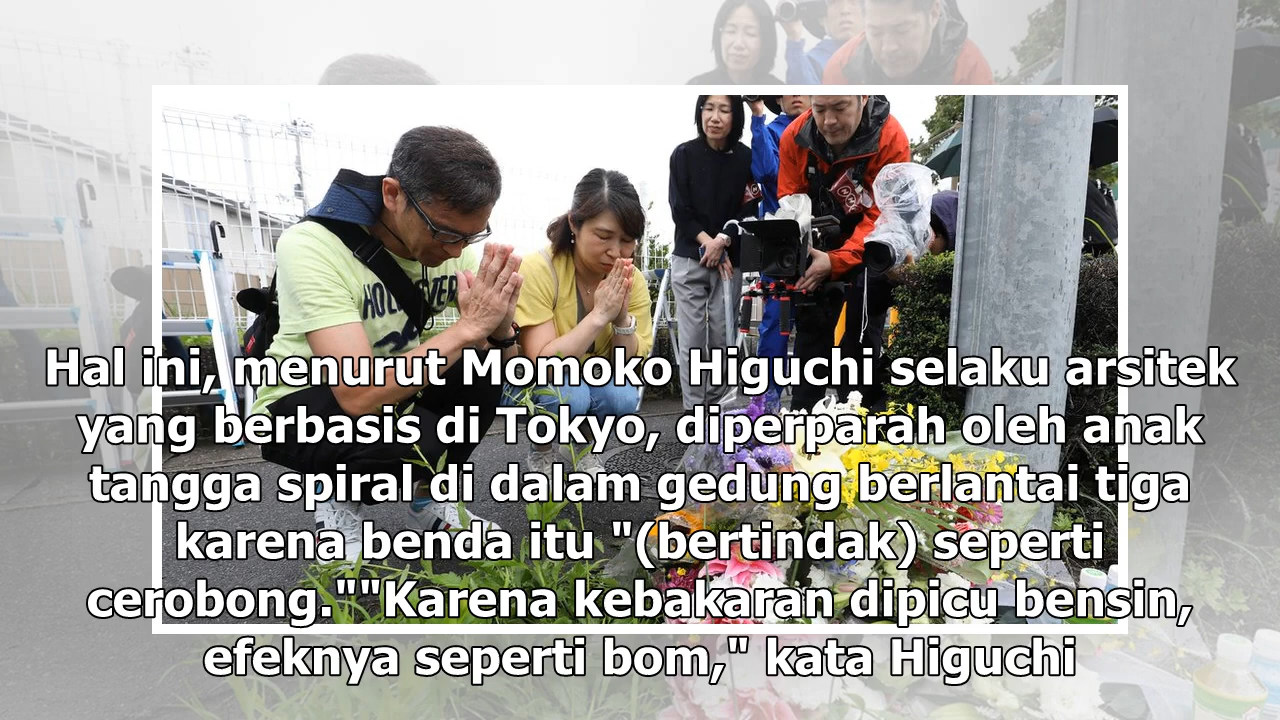 Hal ini, menurut Momoko Higuchi selaku arsitek
yang berbasis di Tokyo, diperparah oleh anak
tangga spiral di dalam gedung berlantai tiga
karena benda itu "(bertindak) seperti
cerobong.""Karena kebakaran dipicu bensin,
efeknya seperti bom," kata Higuchi